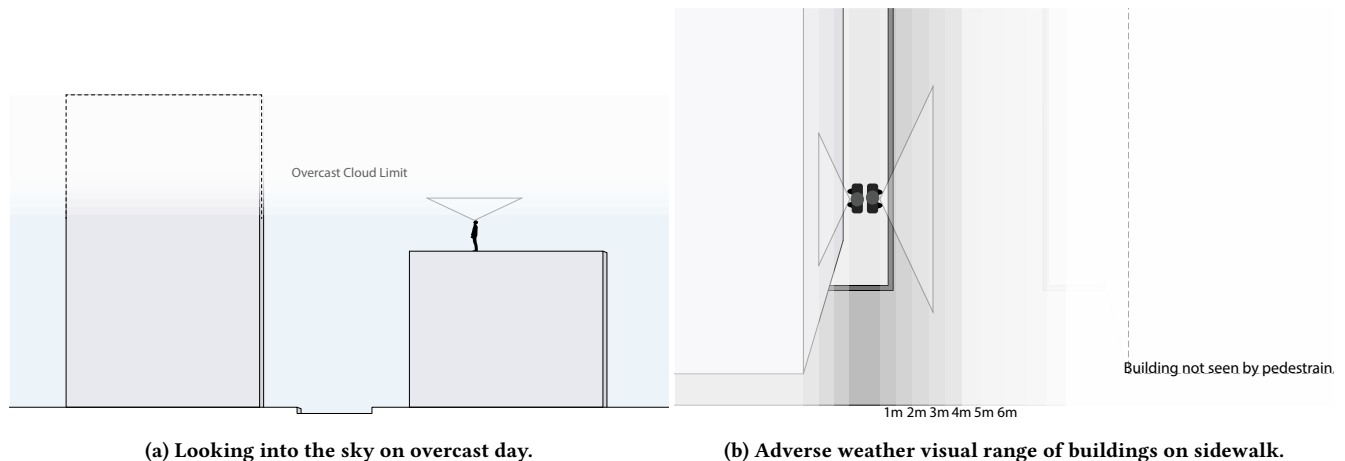 Overcast Cloud Limit
Building not seen by pedestrain
1m 2m 3m 4m 5m 6m
(a) Looking into the sky on overcast day.
(b) Adverse weather visual range of buildings on sidewalk.